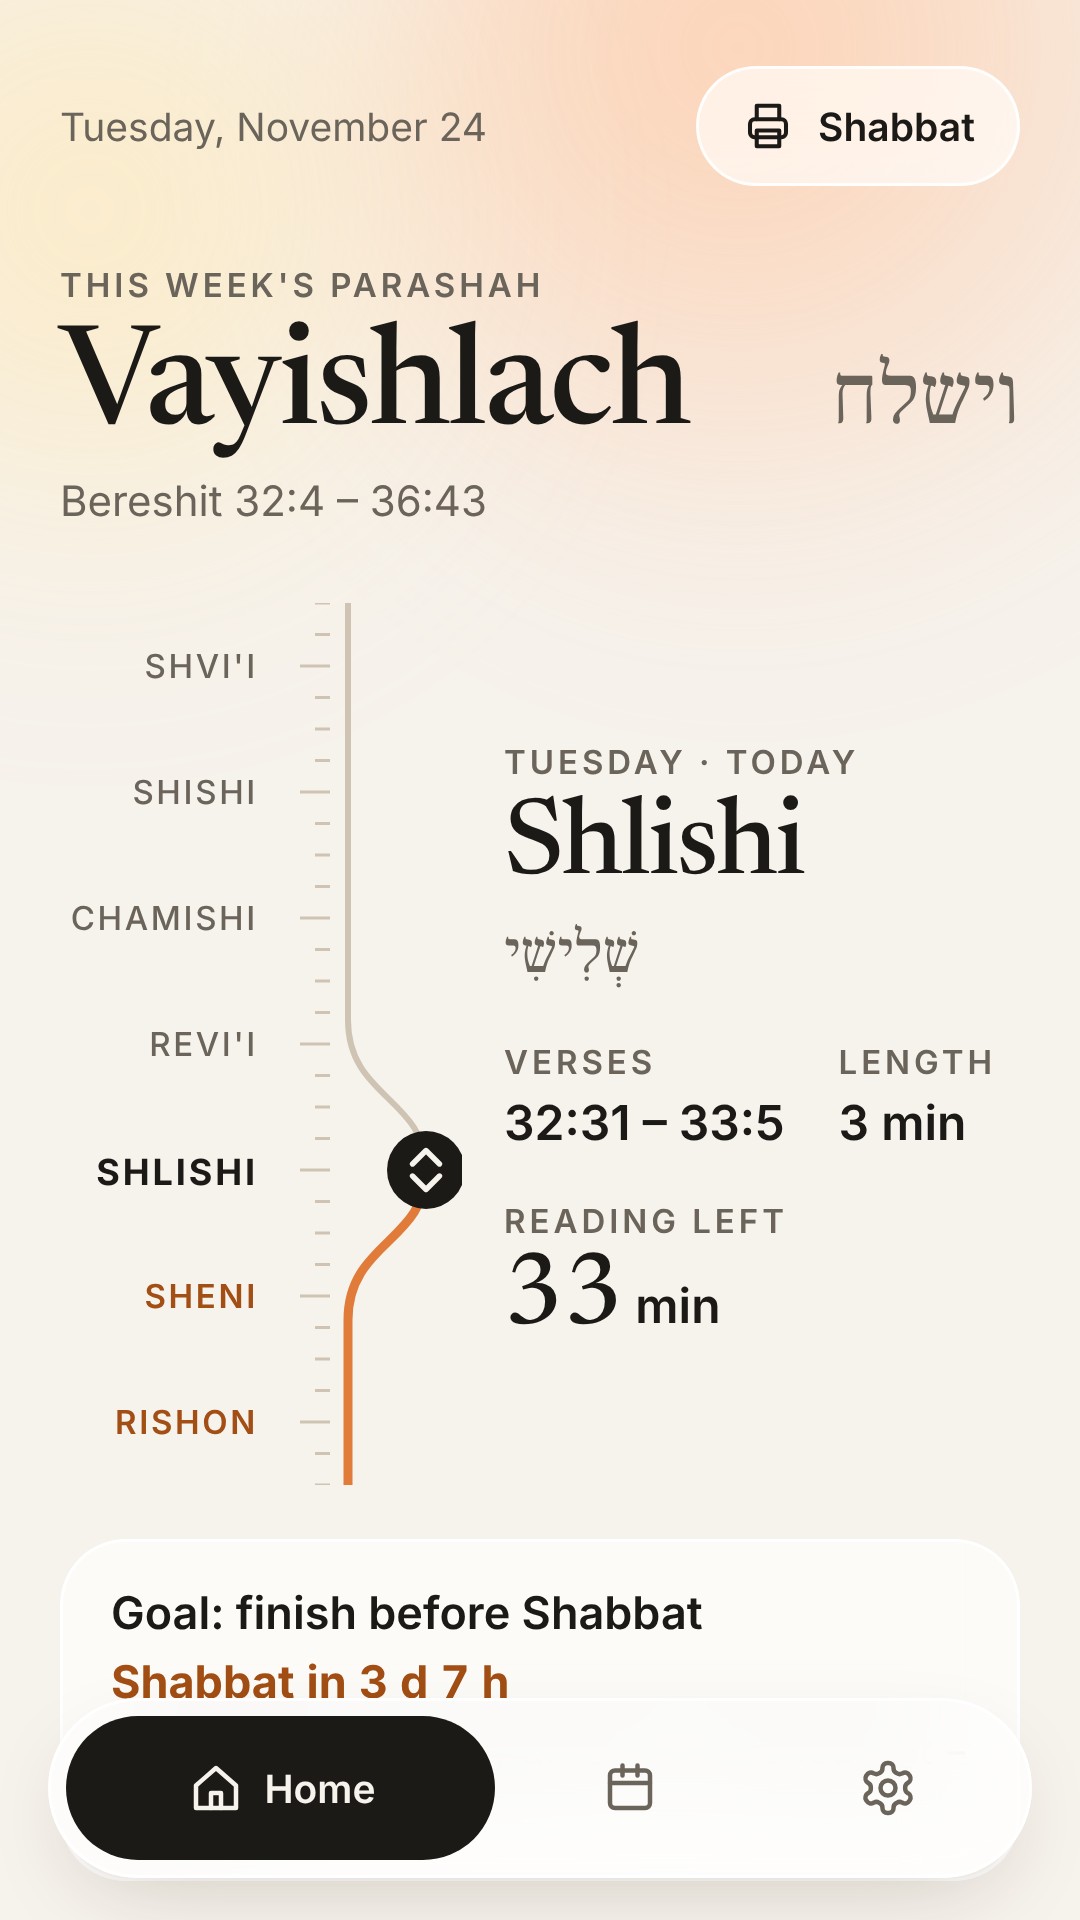 Tuesday, November 24
Shabbat
THIS WEEK'S PARASHAH
Vayishlach
וישלח
Bereshit 32:4 – 36:43
SHVI'I
SHISHI
CHAMISHI
REVI'I
SHLISHI
SHENI
RISHON
TUESDAY · TODAY
Shlishi
שְׁלִישִׁי
VERSES
32:31 – 33:5
LENGTH
3 min
READING LEFT
33 min
Goal: finish before Shabbat
Shabbat in 3 d 7 h
Home